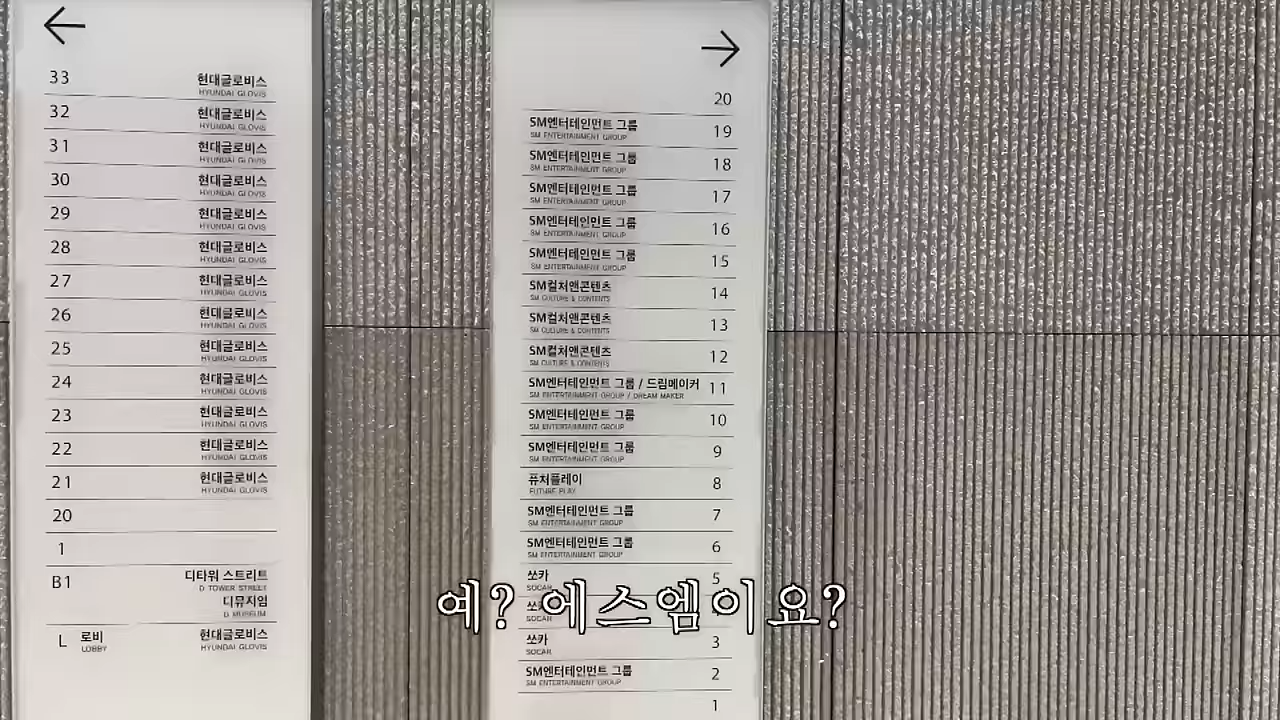 ←
33 현대글로비스
HYUNDAI GLOVIS
32 현대글로비스
HYUNDAI GLOVIS
31 현대글로비스
HYUNDAI GLOVIS
30 현대글로비스
HYUNDAI GLOVIS
29 현대글로비스
HYUNDAI GLOVIS
28 현대글로비스
HYUNDAI GLOVIS
27 현대글로비스
HYUNDAI GLOVIS
26 현대글로비스
HYUNDAI GLOVIS
25 현대글로비스
HYUNDAI GLOVIS
24 현대글로비스
HYUNDAI GLOVIS
23 현대글로비스
HYUNDAI GLOVIS
22 현대글로비스
HYUNDAI GLOVIS
21 현대글로비스
HYUNDAI GLOVIS
20
1
B1 디타워 스트리트
D TOWER STREET
디뮤지엄
D MUSEUM
L 로비 현대글로비스
LOBBY HYUNDAI GLOVIS
→
20
SM엔터테인먼트 그룹 19
SM ENTERTAINMENT GROUP
SM엔터테인먼트 그룹 18
SM ENTERTAINMENT GROUP
SM엔터테인먼트 그룹 17
SM ENTERTAINMENT GROUP
SM엔터테인먼트 그룹 16
SM ENTERTAINMENT GROUP
SM엔터테인먼트 그룹 15
SM ENTERTAINMENT GROUP
SM컬처앤콘텐츠 14
SM CULTURE & CONTENTS
SM컬처앤콘텐츠 13
SM CULTURE & CONTENTS
SM컬처앤콘텐츠 12
SM CULTURE & CONTENTS
SM엔터테인먼트 그룹 / 드림메이커 11
SM ENTERTAINMENT GROUP / DREAM MAKER
SM엔터테인먼트 그룹 10
SM ENTERTAINMENT GROUP
SM엔터테인먼트 그룹 9
SM ENTERTAINMENT GROUP
퓨처플레이 8
FUTURE PLAY
SM엔터테인먼트 그룹 7
SM ENTERTAINMENT GROUP
SM엔터테인먼트 그룹 6
SM ENTERTAINMENT GROUP
쏘카 5
SOCAR
예? 에스엠이요?
SOCAR
쏘카 3
SOCAR
SM엔터테인먼트 그룹 2
SM ENTERTAINMENT GROUP
1